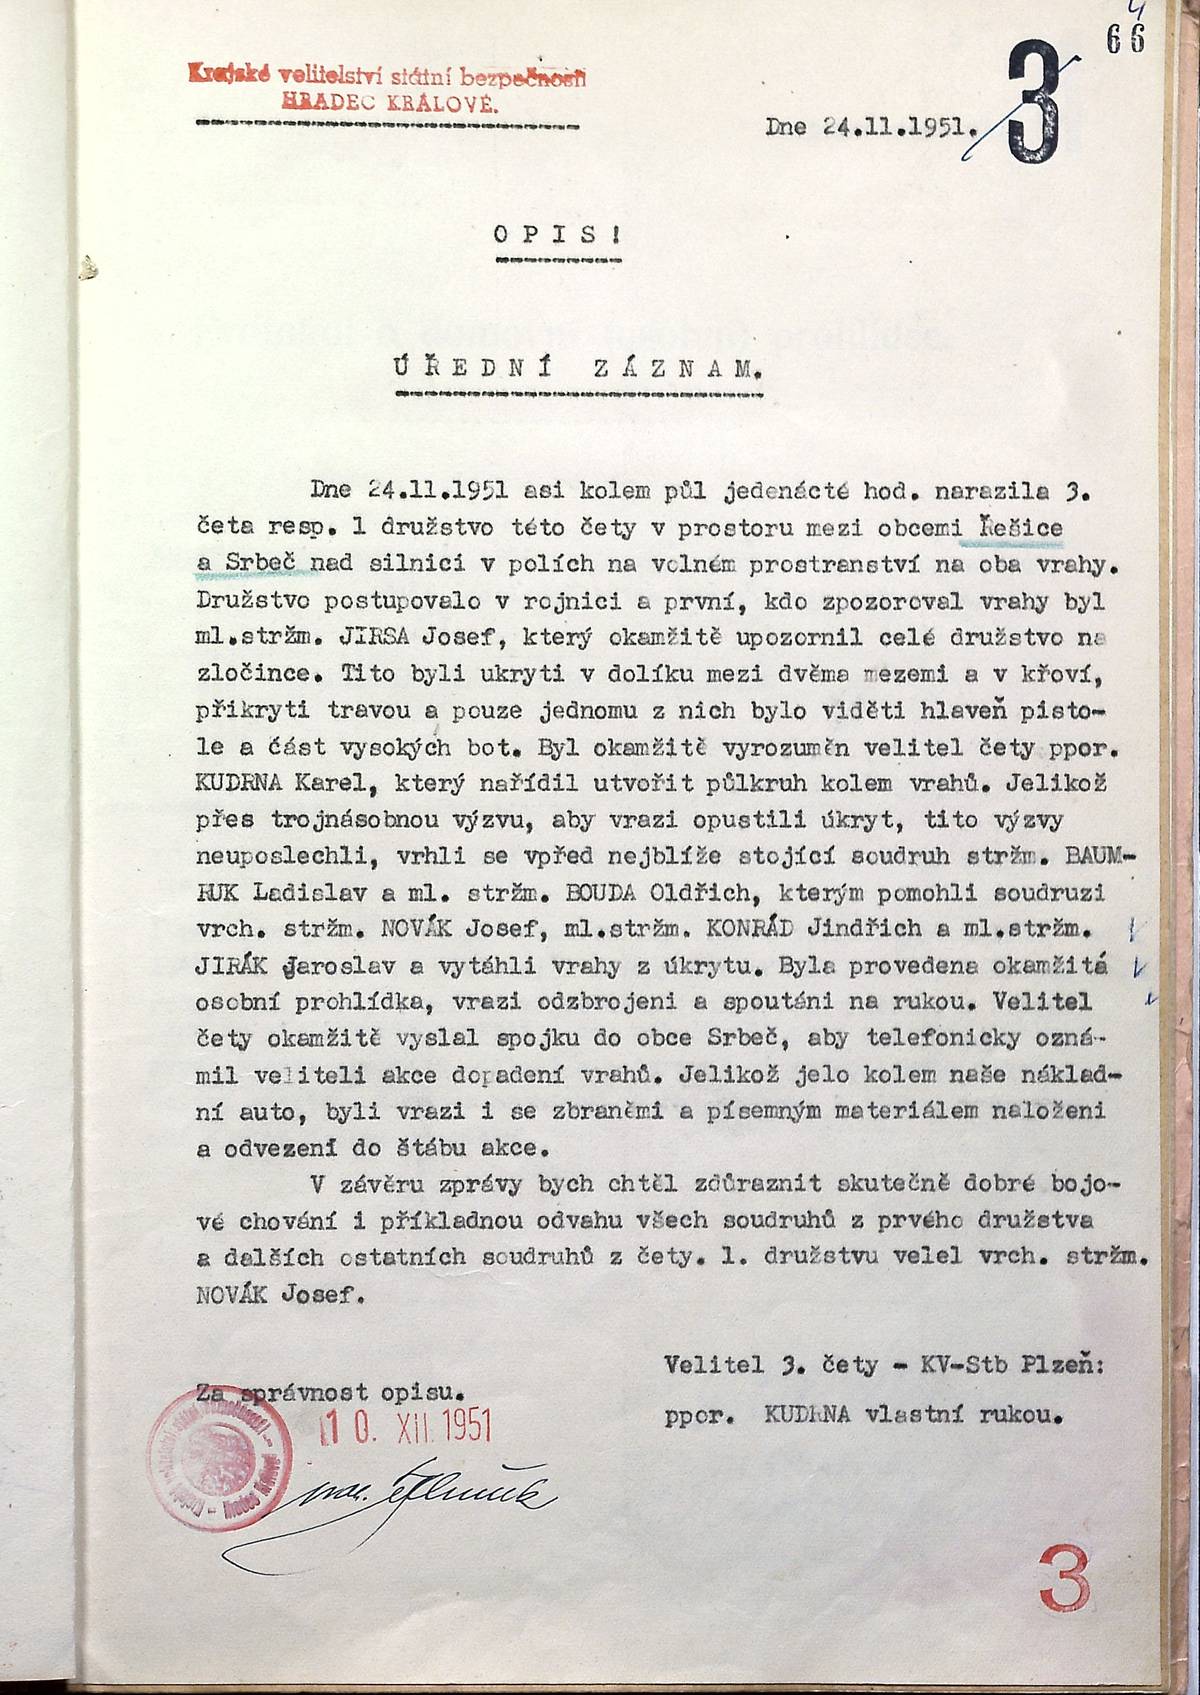 4
66
3
Krajské velitelství státní bezpečnosti
HRADEC KRÁLOVÉ.
Dne 24.11.1951.
OPIS!
ÚŘEDNÍ ZÁZNAM.
Dne 24.11.1951 asi kolem půl jedenácté hod. narazila 3.
četa resp. 1 družstvo této čety v prostoru mezi obcemi Řešice
a Srbeč nad silnicí v polích na volném prostranství na oba vrahy.
Družstvo postupovalo v rojnici a první, kdo zpozoroval vrahy byl
ml.stržm. JIRSA Josef, který okamžitě upozornil celé družstvo na
zločince. Tito byli ukryti v dolíku mezi dvěma mezemi a v křoví,
přikryti travou a pouze jednomu z nich bylo viděti hlaveň pisto-
le a část vysokých bot. Byl okamžitě vyrozuměn velitel čety ppor.
KUDRNA Karel, který nařídil utvořit půlkruh kolem vrahů. Jelikož
přes trojnásobnou výzvu, aby vrazi opustili úkryt, tito výzvy
neuposlechli, vrhli se vpřed nejblíže stojící soudruh stržm. BAUM-
HUK Ladislav a ml. stržm. BOUDA Oldřich, kterým pomohli soudruzi
vrch. stržm. NOVÁK Josef, ml.stržm. KONRÁD Jindřich a ml.stržm.
JIRÁK Jaroslav a vytáhli vrahy z úkrytu. Byla provedena okamžitá
osobní prohlídka, vrazi odzbrojeni a spoutáni na rukou. Velitel
čety okamžitě vyslal spojku do obce Srbeč, aby telefonicky ozná-
mil veliteli akce dopadení vrahů. Jelikož jelo kolem naše náklad-
ní auto, byli vrazi i se zbraněmi a písemným materiálem naloženi
a odvezení do štábu akce.
V závěru zprávy bych chtěl zdůraznit skutečně dobré bojo-
vé chování i příkladnou odvahu všech soudruhů z prvého družstva
a dalších ostatních soudruhů z čety. 1. družstvu velel vrch. stržm.
NOVÁK Josef.
Velitel 3. čety - KV-Stb Plzeň:
Za správnost opisu.
ppor. KUDRNA vlastní rukou.
10. XII. 1951
3